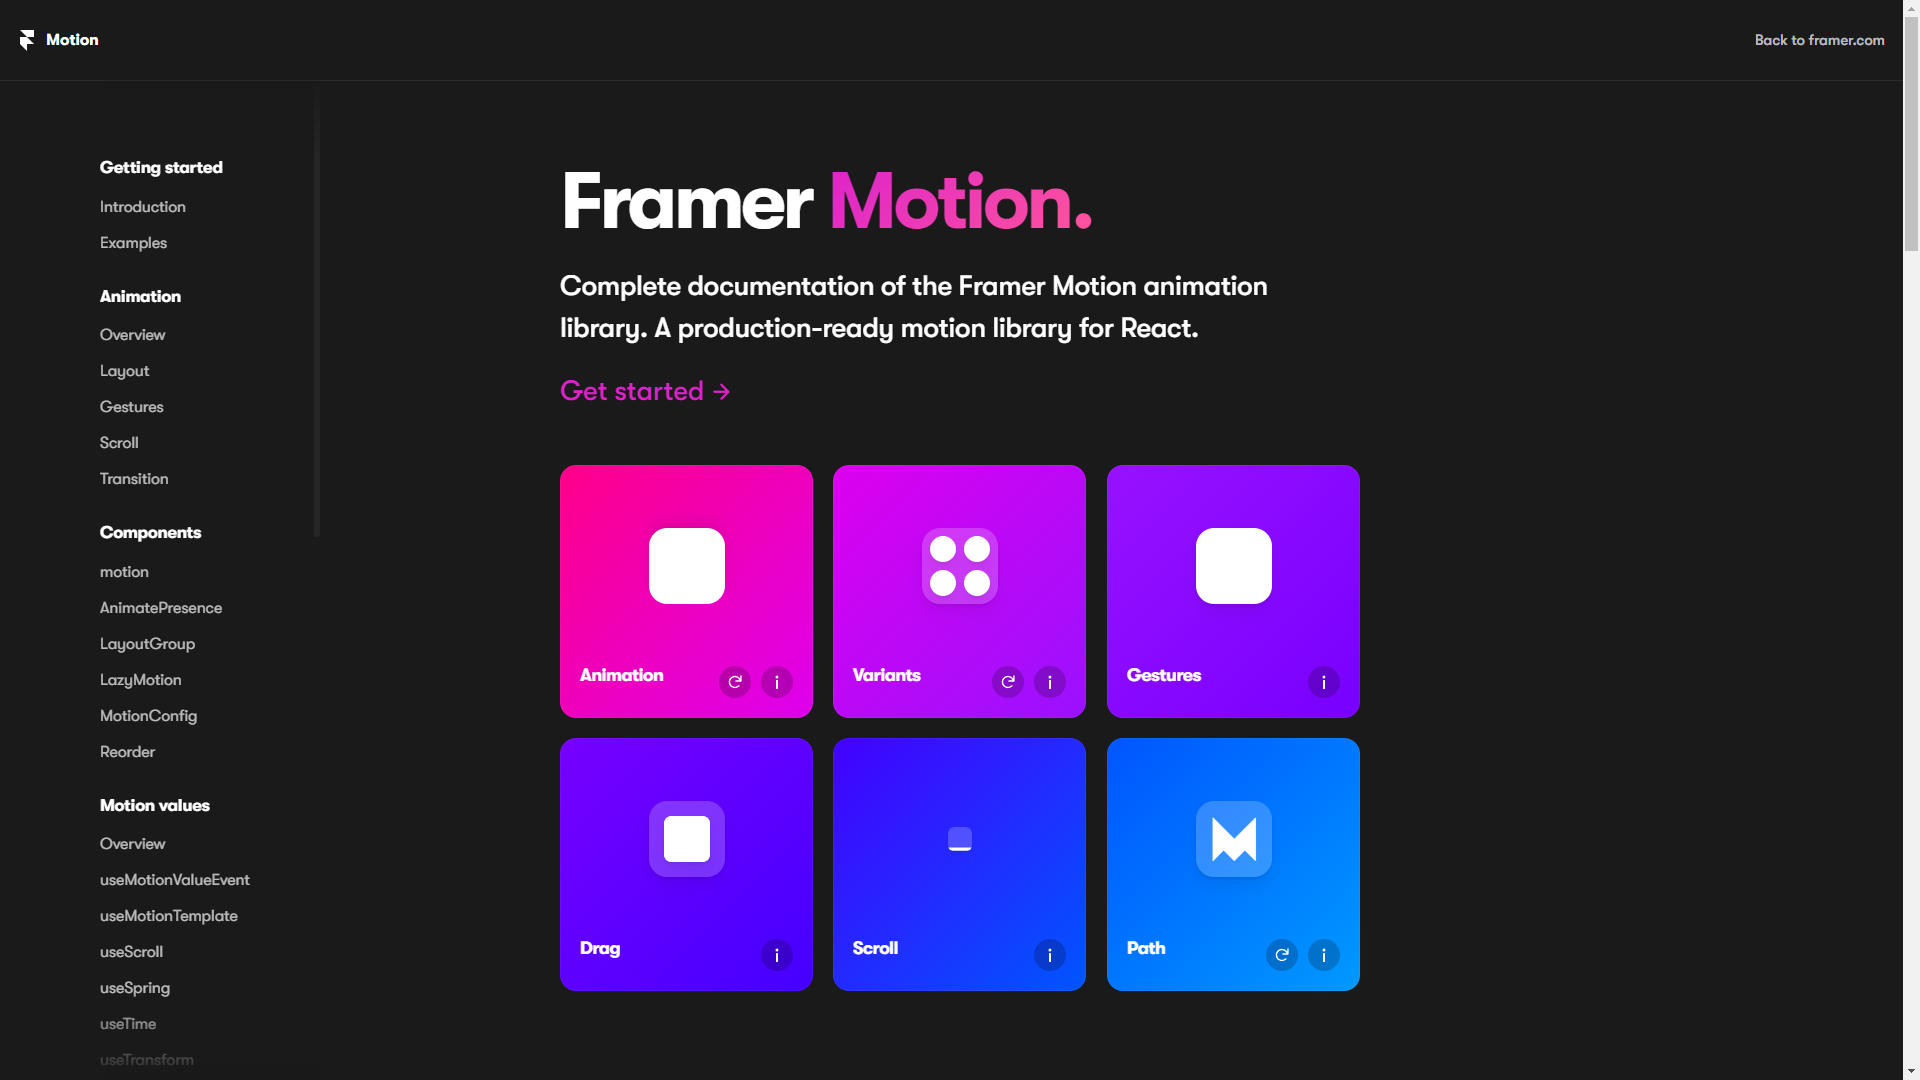 Motion
Back to framer.com
Getting started
Introduction
Examples
Animation
Overview
Layout
Gestures
Scroll
Transition
Components
motion
AnimatePresence
LayoutGroup
LazyMotion
MotionConfig
Reorder
Motion values
Overview
useMotionValueEvent
useMotionTemplate
useScroll
useSpring
useTime
useTransform
Framer Motion.
Complete documentation of the Framer Motion animation
library. A production-ready motion library for React.
Get started →
Animation
Variants
Gestures
Drag
Scroll
Path